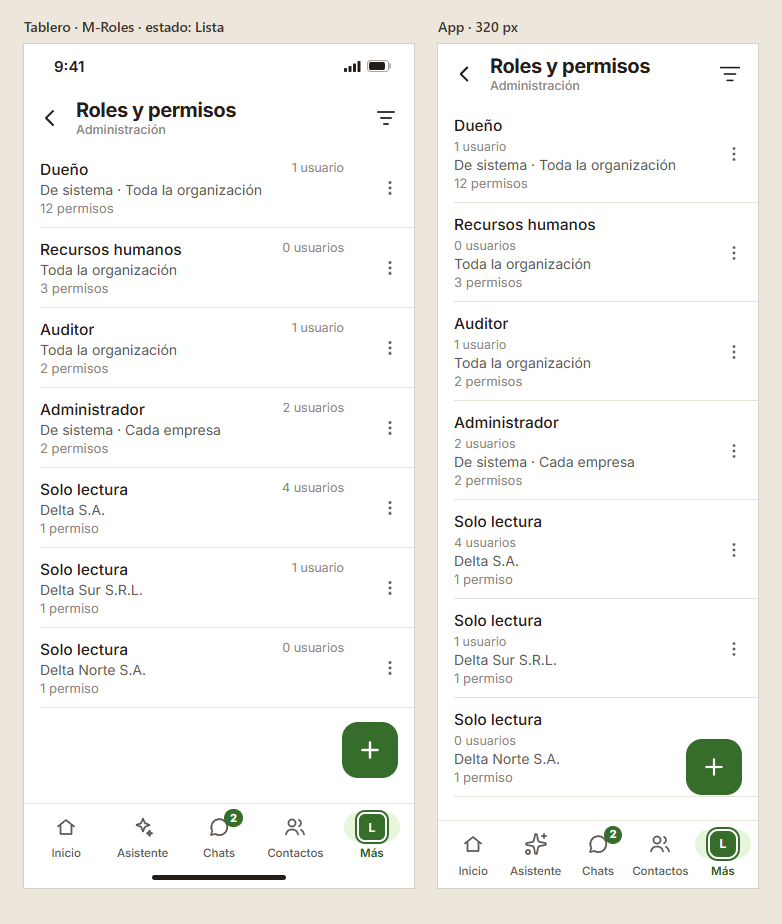 Tablero · M-Roles · estado: Lista
9:41
Roles y permisos
Administración
Dueño
1 usuario
De sistema · Toda la organización
12 permisos
Recursos humanos
0 usuarios
Toda la organización
3 permisos
Auditor
1 usuario
Toda la organización
2 permisos
Administrador
2 usuarios
De sistema · Cada empresa
2 permisos
Solo lectura
4 usuarios
Delta S.A.
1 permiso
Solo lectura
1 usuario
Delta Sur S.R.L.
1 permiso
Solo lectura
0 usuarios
Delta Norte S.A.
1 permiso
Inicio
Asistente
2
Chats
Contactos
L
Más
App · 320 px
Roles y permisos
Administración
Dueño
1 usuario
De sistema · Toda la organización
12 permisos
Recursos humanos
0 usuarios
Toda la organización
3 permisos
Auditor
1 usuario
Toda la organización
2 permisos
Administrador
2 usuarios
De sistema · Cada empresa
2 permisos
Solo lectura
4 usuarios
Delta S.A.
1 permiso
Solo lectura
1 usuario
Delta Sur S.R.L.
1 permiso
Solo lectura
0 usuarios
Delta Norte S.A.
1 permiso
Inicio
Asistente
2
Chats
Contactos
L
Más